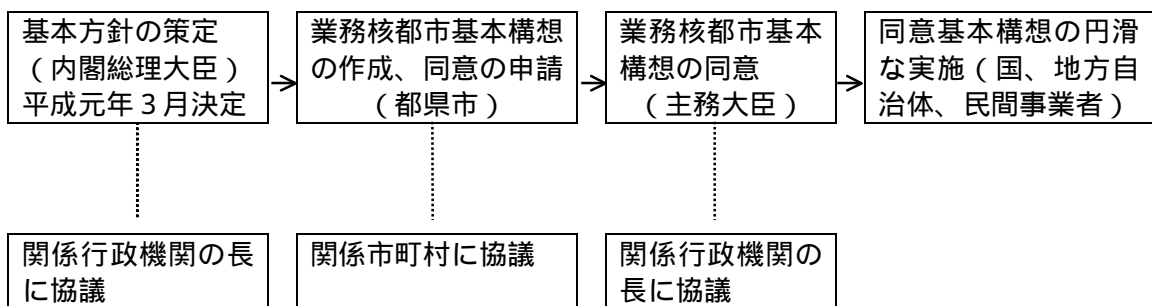 基本方針の策定
（内閣総理大臣）
平成元年３月決定
業務核都市基本構想
の作成、同意の申請
（都県市）
業務核都市基本
構想の同意
（主務大臣）
同意基本構想の円滑
な実施（国、地方自
治体、民間事業者）
関係行政機関の長
に協議
関係市町村に協議
関係行政機関の
長に協議